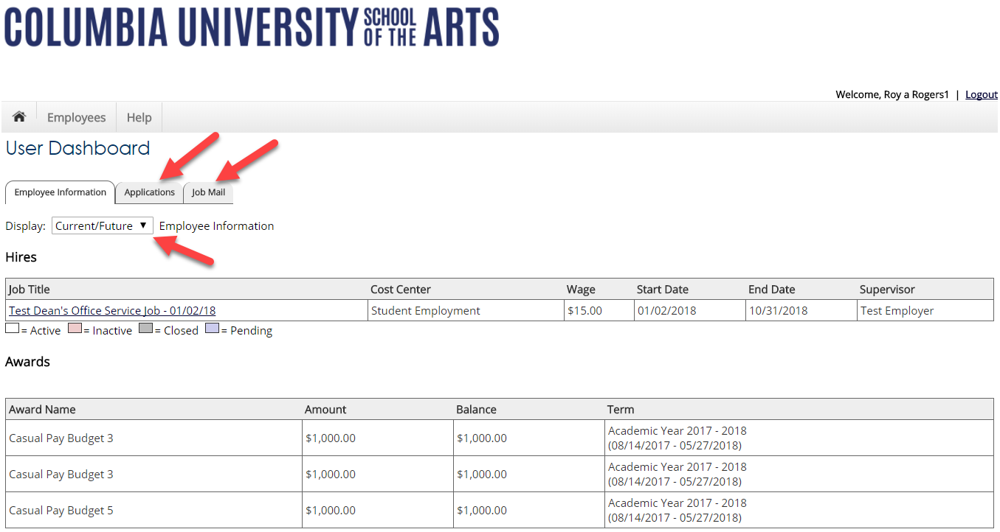 COLUMBIA UNIVERSITY SCHOOL OF THE ARTS
Welcome, Roy a Rogers1 | Logout
Employees Help
User Dashboard
Employee Information Applications Job Mail
Display: Current/Future ▼ Employee Information
Hires
Job Title Cost Center Wage Start Date End Date Supervisor
Test Dean's Office Service Job - 01/02/18 Student Employment $15.00 01/02/2018 10/31/2018 Test Employer
= Active = Inactive = Closed = Pending
Awards
Award Name Amount Balance Term
Casual Pay Budget 3 $1,000.00 $1,000.00 Academic Year 2017 - 2018
(08/14/2017 - 05/27/2018)
Casual Pay Budget 3 $1,000.00 $1,000.00 Academic Year 2017 - 2018
(08/14/2017 - 05/27/2018)
Casual Pay Budget 5 $1,000.00 $1,000.00 Academic Year 2017 - 2018
(08/14/2017 - 05/27/2018)